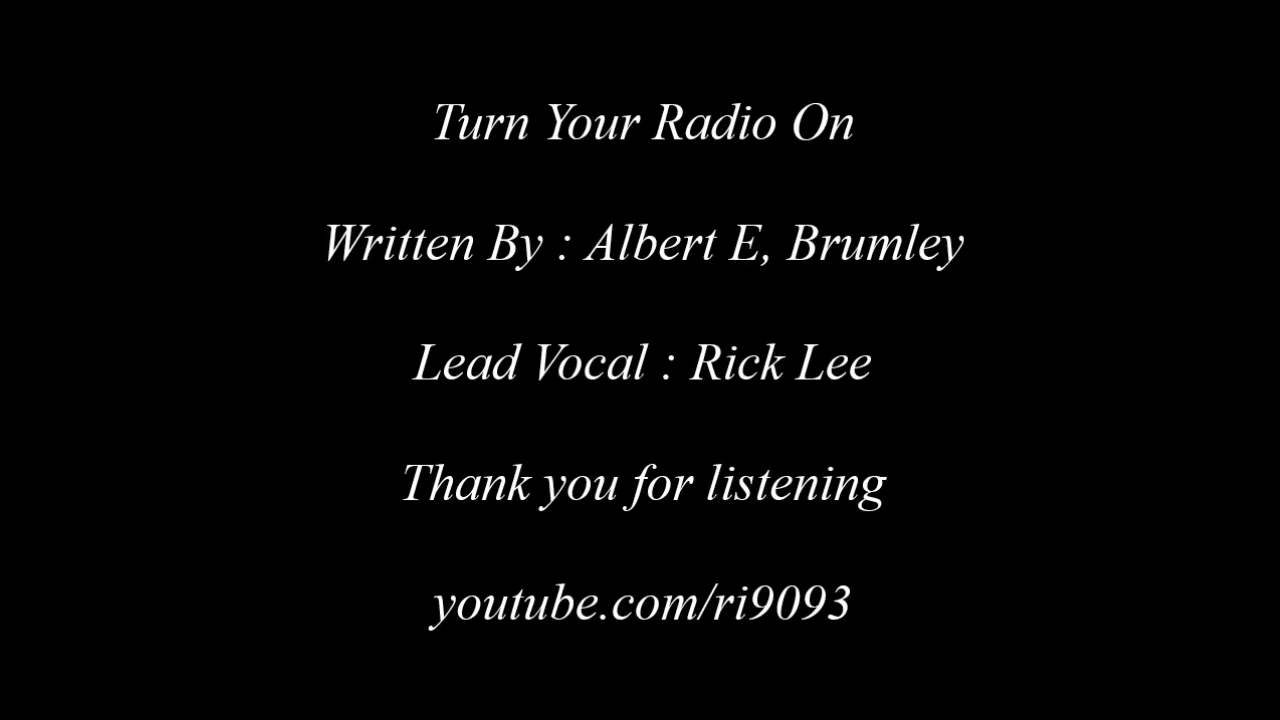 Turn Your Radio On
Written By : Albert E, Brumley
Lead Vocal : Rick Lee
Thank you for listening
youtube.com/ri9093